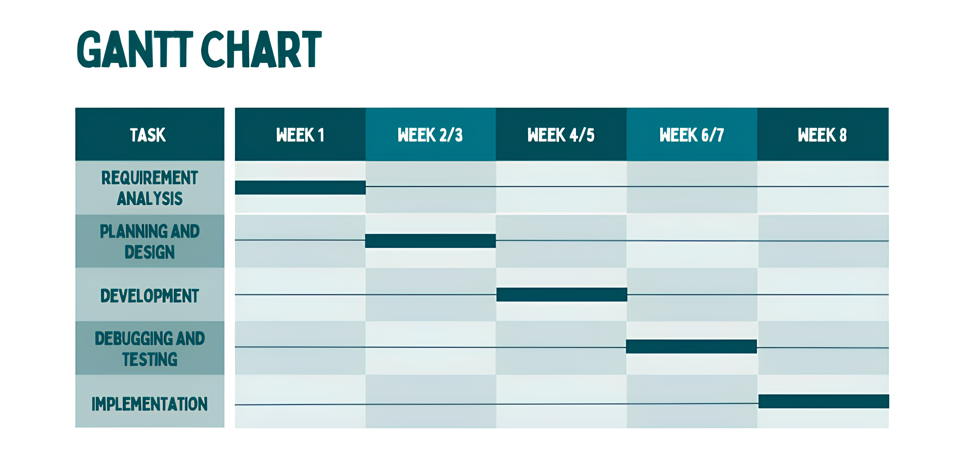 GANTT CHART
TASK
WEEK 1
WEEK 2/3
WEEK 4/5
WEEK 6/7
WEEK 8
REQUIREMENT
ANALYSIS
PLANNING AND
DESIGN
DEVELOPMENT
DEBUGGING AND
TESTING
IMPLEMENTATION